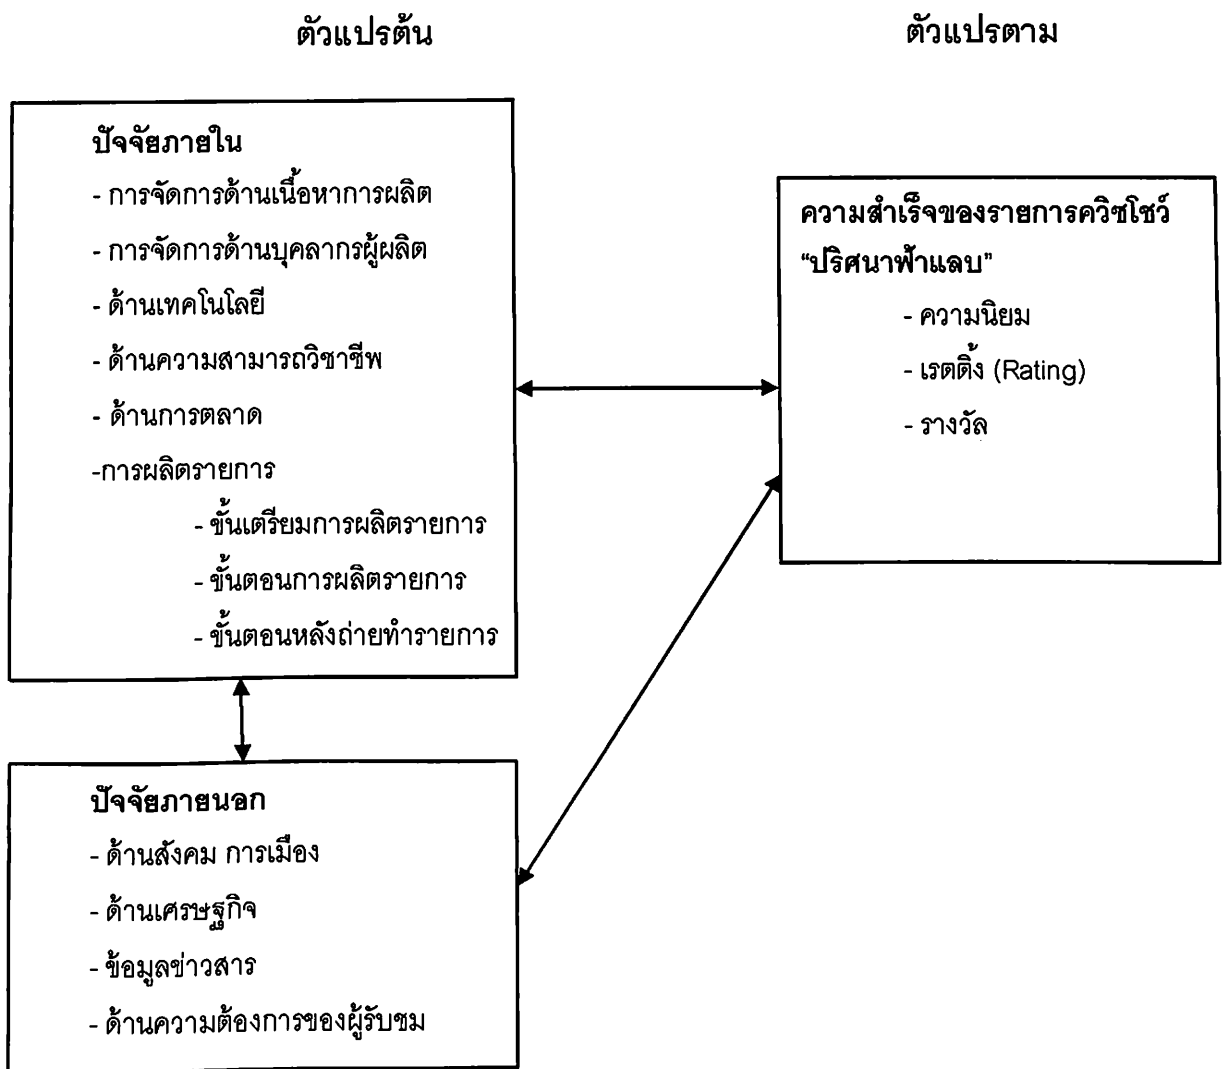 ตัวแปรต้น
ตัวแปรตาม
ปัจจัยภายใน
- การจัดการด้านเนื้อหาการผลิต
- การจัดการด้านบุคลากรผู้ผลิต
- ด้านเทคโนโลยี
- ด้านความสามารถวิชาชีพ
- ด้านการตลาด
-การผลิตรายการ
- ขั้นเตรียมการผลิตรายการ
- ขั้นตอนการผลิตรายการ
- ขั้นตอนหลังถ่ายทำรายการ
ความสำเร็จของรายการควิซโชว์
“ปริศนาฟ้าแลบ”
- ความนิยม
- เรตติ้ง (Rating)
- รางวัล
ปัจจัยภายนอก
- ด้านสังคม การเมือง
- ด้านเศรษฐกิจ
- ข้อมูลข่าวสาร
- ด้านความต้องการของผู้รับชม